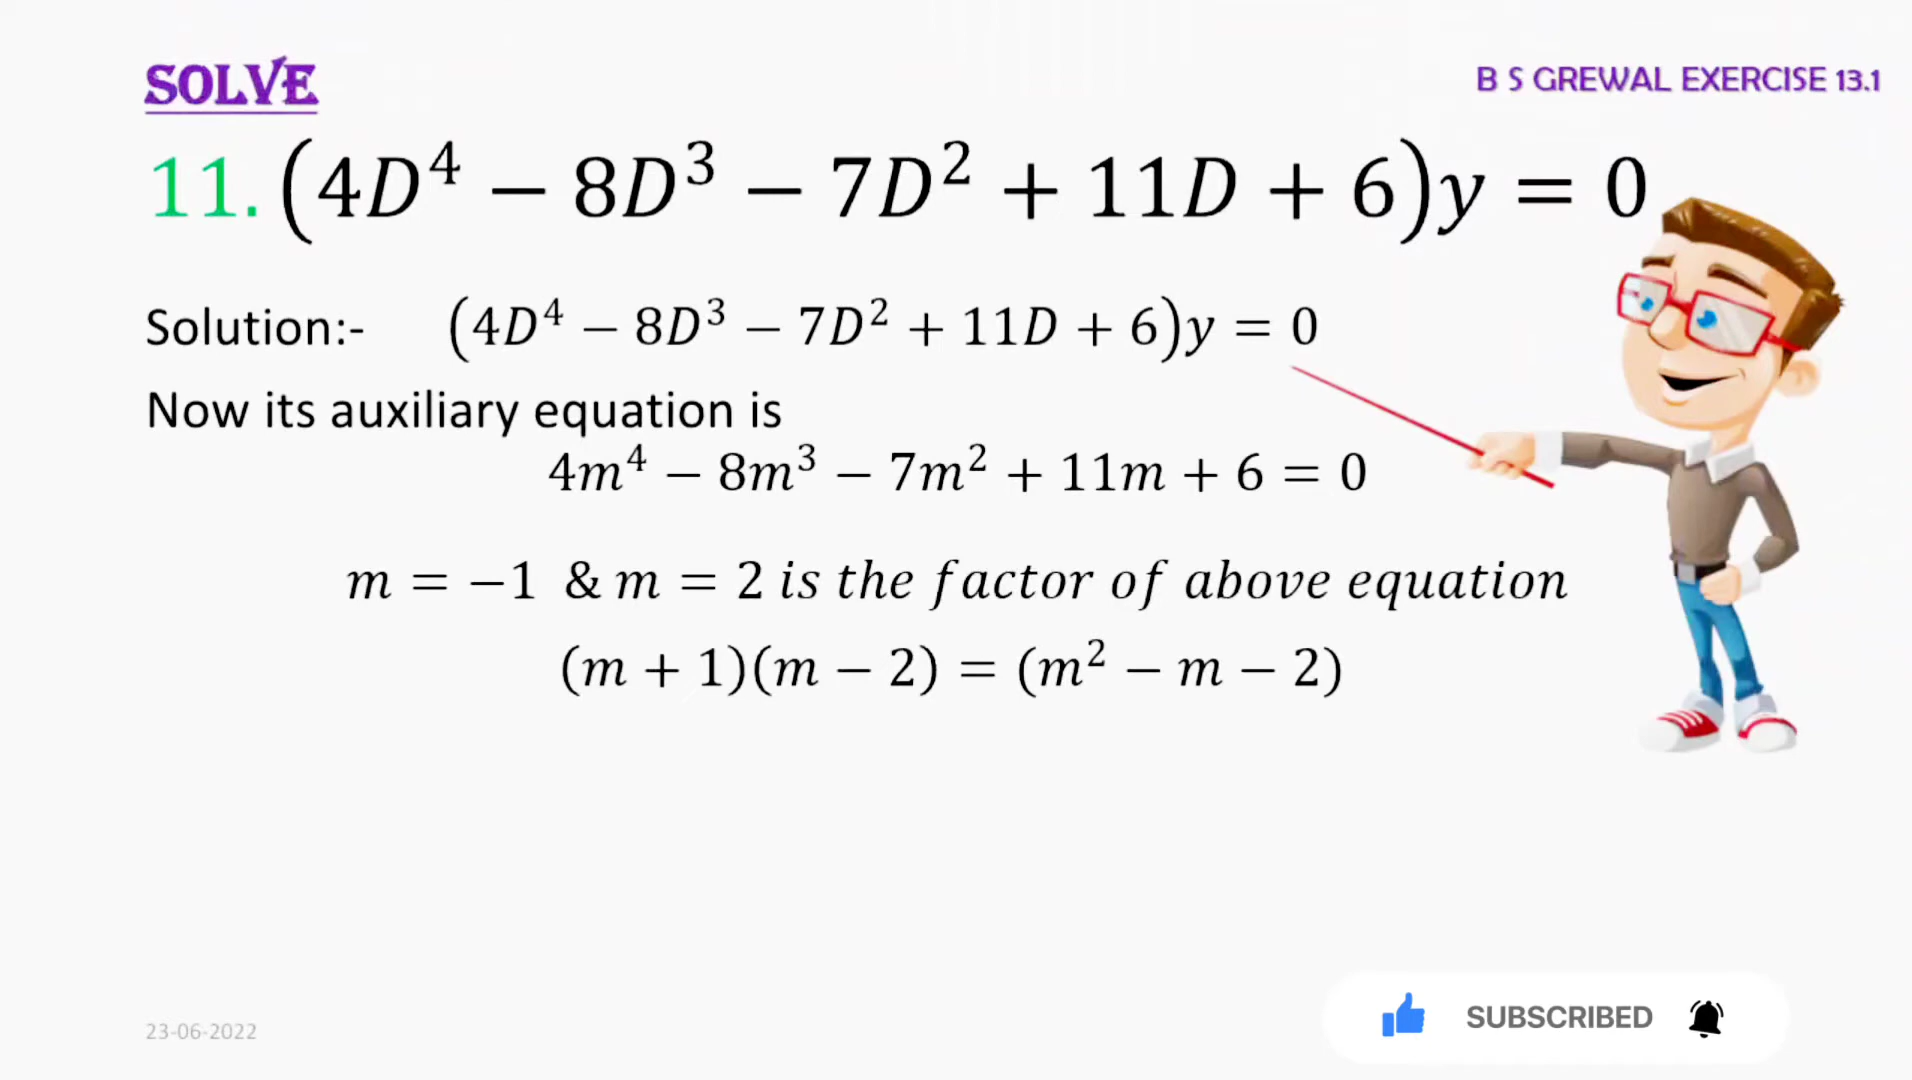 SOLVE
B S GREWAL EXERCISE 13.1
11. (4D⁴ − 8D³ − 7D² + 11D + 6)y = 0
Solution:- (4D⁴ − 8D³ − 7D² + 11D + 6)y = 0
Now its auxiliary equation is
4m⁴ − 8m³ − 7m² + 11m + 6 = 0
m = −1 & m = 2 is the factor of above equation
(m + 1)(m − 2) = (m² − m − 2)
23-06-2022
SUBSCRIBED